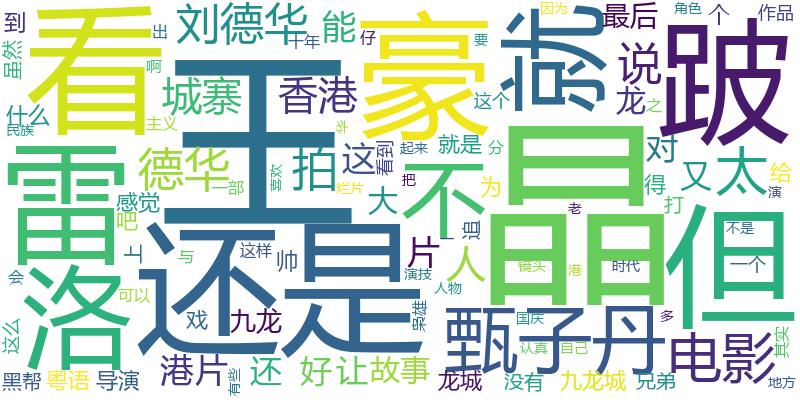 到
虽然
出
啊
十年
仔
刘德华
能
因为
要
最后
角色
个
作品
看
王
豪
就
跛
什么
民族
主义
城寨
香港
这个
说
龙
之
雷
德华
一部
喜欢
拍
这
看到
华
烂片
起来
就是
分
把
晶
对
得
又
太
给
感觉
吧
大
不
为
老
打
演
洛
还是
但
上
与
这样
帅
片
一
追
人
镜头
港
时代
不是
一个
会
可以
演技
人物
枭雄
这么
戏
九龙
甄子丹
国庆
多
认真
自己
电影
其实
黑帮
粤语
导演
港片
有些
还
好
让
故事
龙城
没有
九龙城
兄弟
地方